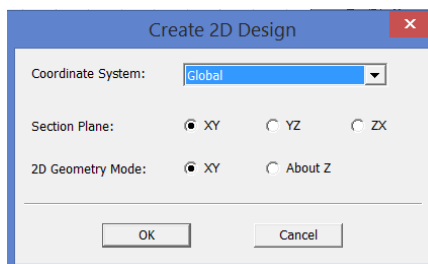 Create 2D Design
Coordinate System: Global
Section Plane: XY YZ ZX
2D Geometry Mode: XY About Z
OK Cancel